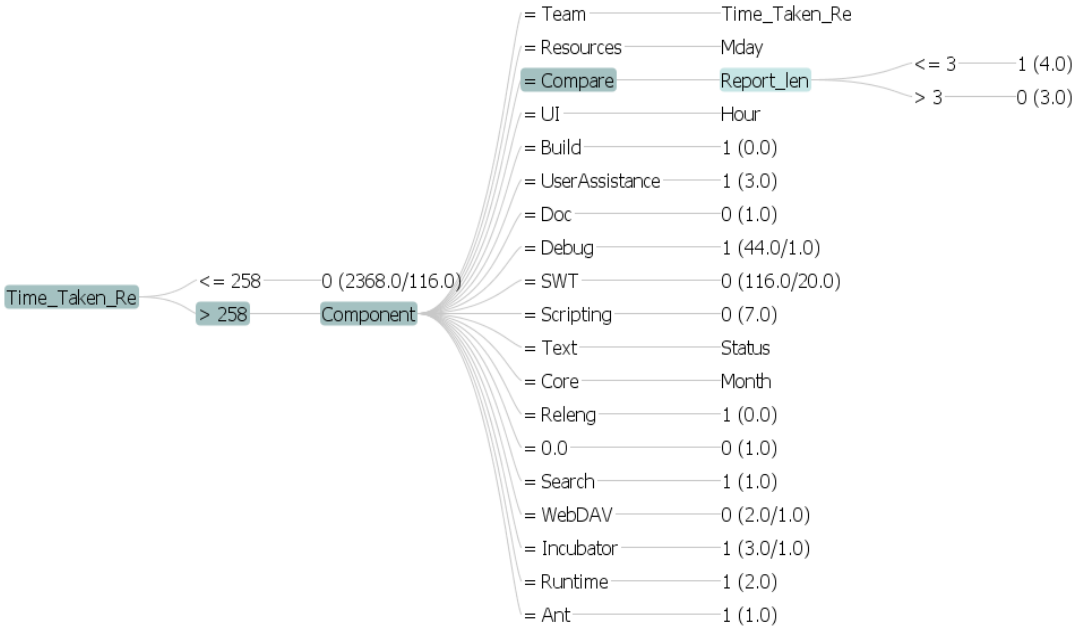 = Team Time_Taken_Re
= Resources Mday
<= 3 1 (4.0)
= Compare Report_len
> 3 0 (3.0)
= UI Hour
= Build 1 (0.0)
= UserAssistance 1 (3.0)
= Doc 0 (1.0)
= Debug 1 (44.0/1.0)
<= 258 0 (2368.0/116.0) = SWT 0 (116.0/20.0)
Time_Taken_Re
> 258 Component = Scripting 0 (7.0)
= Text Status
= Core Month
= Releng 1 (0.0)
= 0.0 0 (1.0)
= Search 1 (1.0)
= WebDAV 0 (2.0/1.0)
= Incubator 1 (3.0/1.0)
= Runtime 1 (2.0)
= Ant 1 (1.0)